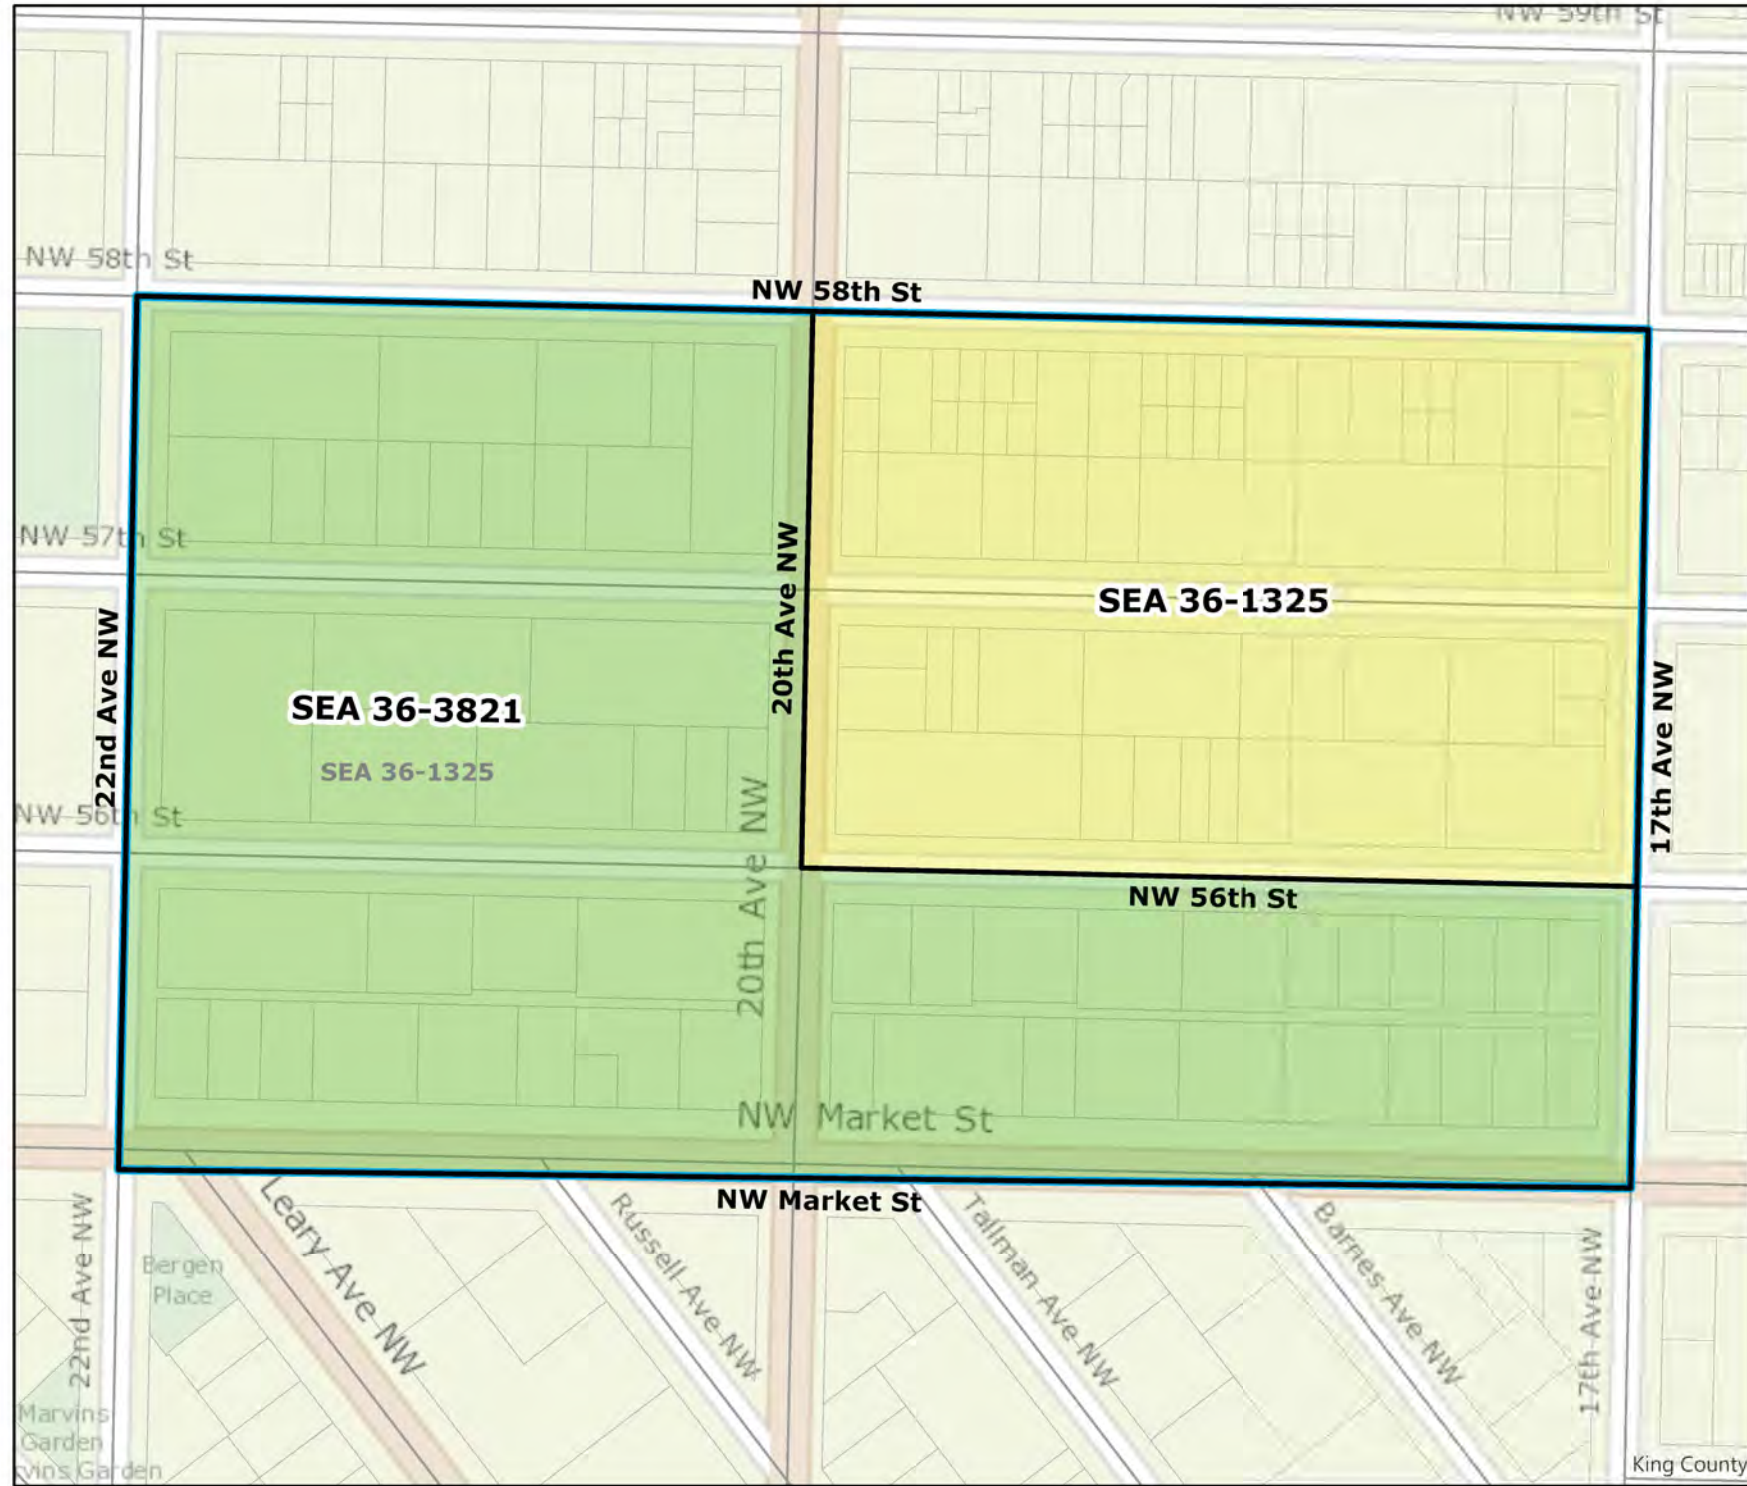 NW 59th St
NW 58th St
NW 58th St
NW 57th St
20th Ave NW
SEA 36-1325
22nd Ave NW
SEA 36-3821
17th Ave NW
SEA 36-1325
NW 56th St
20th Ave NW
NW 56th St
NW Market St
NW Market St
Leary Ave NW
Russell Ave NW
Tallman Ave NW
Barnes Ave NW
22nd Ave NW
Bergen
Place
17th Ave NW
Marvins
Garden
rvins Garden
King County